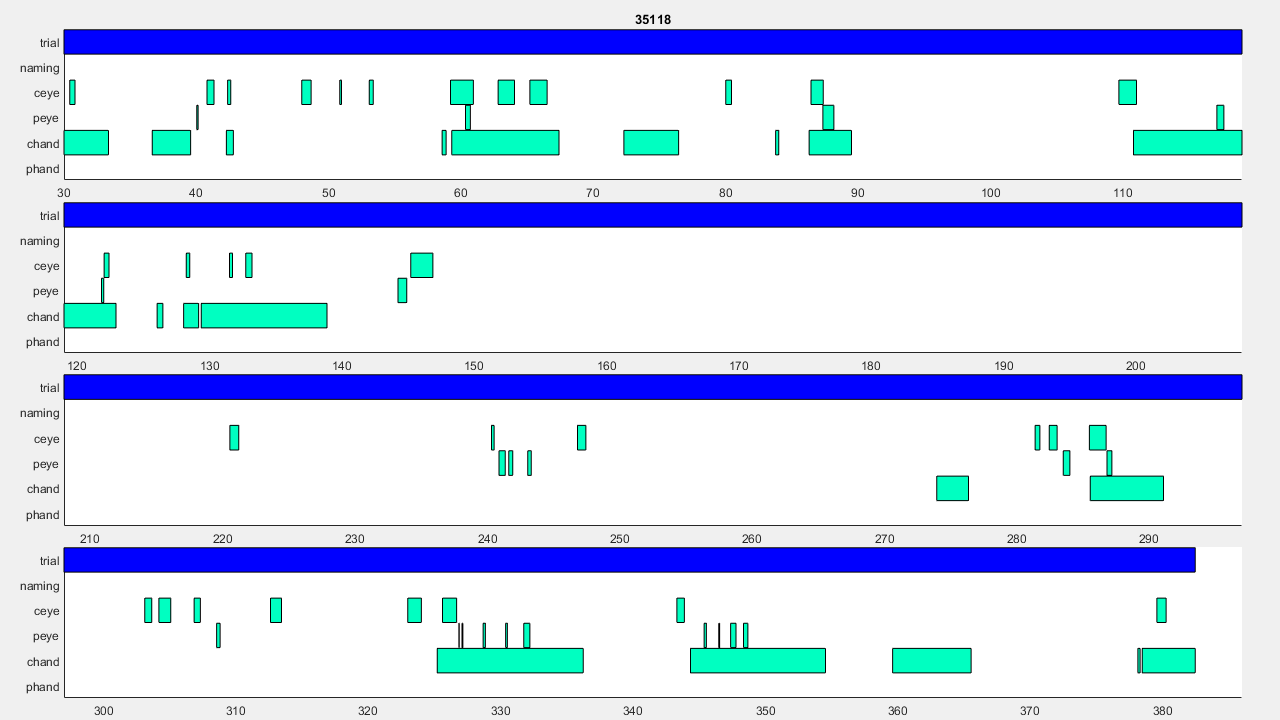 35118
trial
naming
ceye
peye
chand
phand
30 40 50 60 70 80 90 100 110
trial
naming
ceye
peye
chand
phand
120 130 140 150 160 170 180 190 200
trial
naming
ceye
peye
chand
phand
210 220 230 240 250 260 270 280 290
trial
naming
ceye
peye
chand
phand
300 310 320 330 340 350 360 370 380